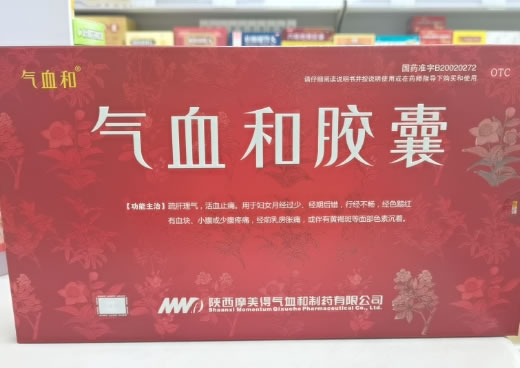 气血和®
国药准字B20020272
请仔细阅读说明书并按说明使用或在药师指导下购买和使用
OTC
气血和胶囊
【功能主治】疏肝理气，活血止痛。用于妇女月经过少、经期后错，行经不畅，经色黯红
有血块、小腹或少腹疼痛，经前乳房胀痛，或伴有黄褐斑等面部色素沉着。
MW
陕西摩美得气血和制药有限公司
Shaanxi Momentum Qixuehe Pharmaceutical Co., Ltd.